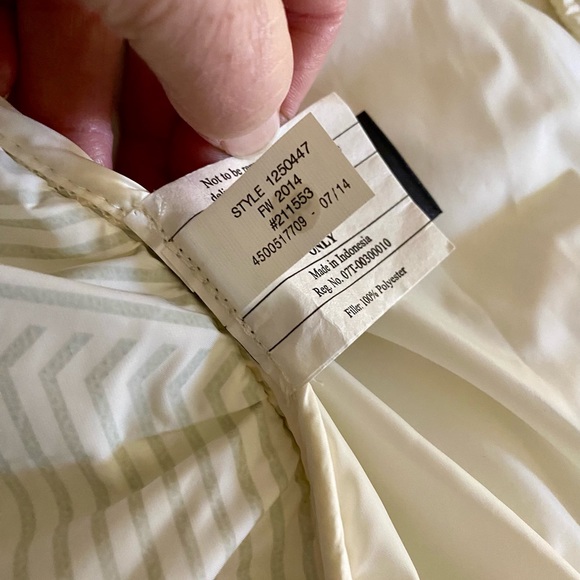 Not to be
STYLE 1250447
FW 2014
#211553
4500517709 - 07/14
ONLY
Made in Indonesia
Reg. No. 07T-00300010
Filler: 100% Polyester